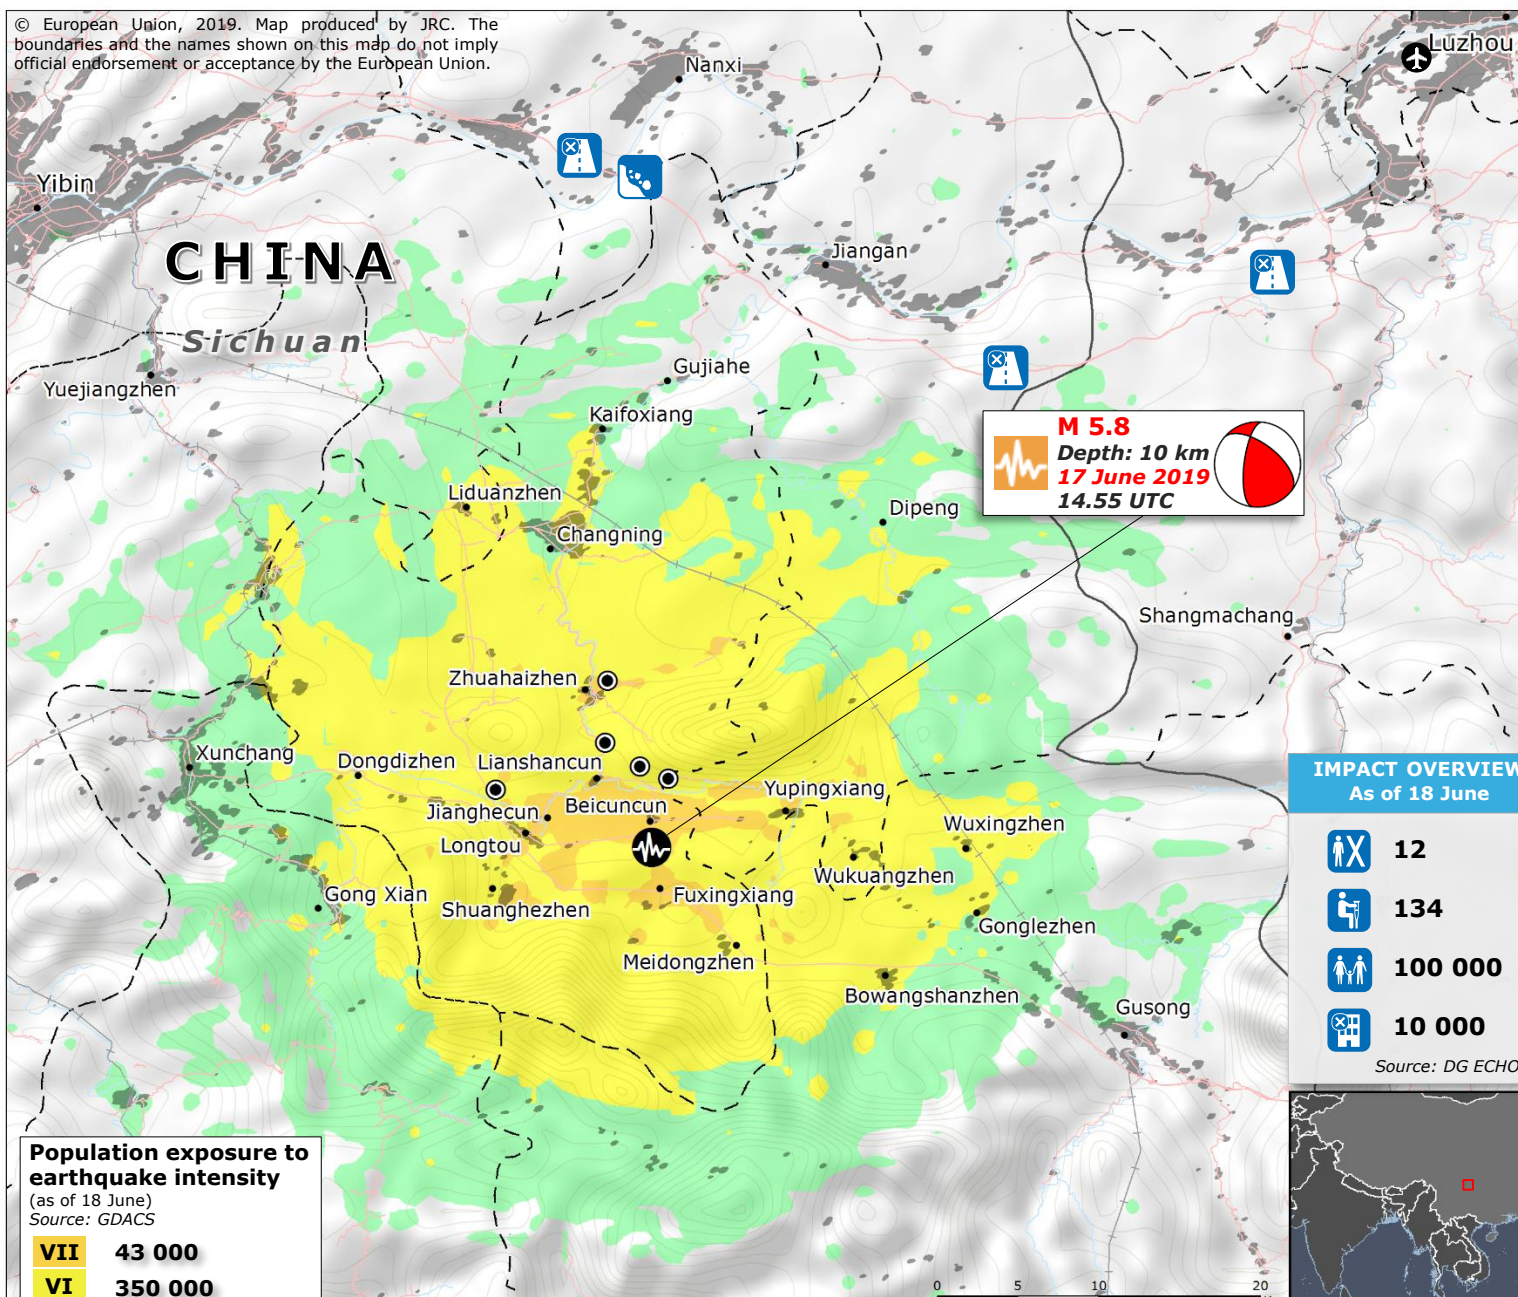 © European Union, 2019. Map produced by JRC. The
boundaries and the names shown on this map do not imply
official endorsement or acceptance by the European Union.
Luzhou
Nanxi
Yibin
CHINA
Jiangan
Sichuan
Gujiahe
Yuejiangzhen
Kaifoxiang
M 5.8
Depth: 10 km
17 June 2019
14.55 UTC
Liduanzhen
Dipeng
Changning
Shangmachang
Zhuahaizhen
Xunchang
Dongdizhen
Lianshancun
Yupingxiang
Jianghecun
Beicuncun
Wuxingzhen
Longtou
Wukuangzhen
Gong Xian
Shuanghezhen
Fuxingxiang
Gonglezhen
Meidongzhen
Bowangshanzhen
Gusong
IMPACT OVERVIEW
As of 18 June
12
134
100 000
10 000
Source: DG ECHO
Population exposure to
earthquake intensity
(as of 18 June)
Source: GDACS
VII 43 000
VI 350 000
0 5 10 20